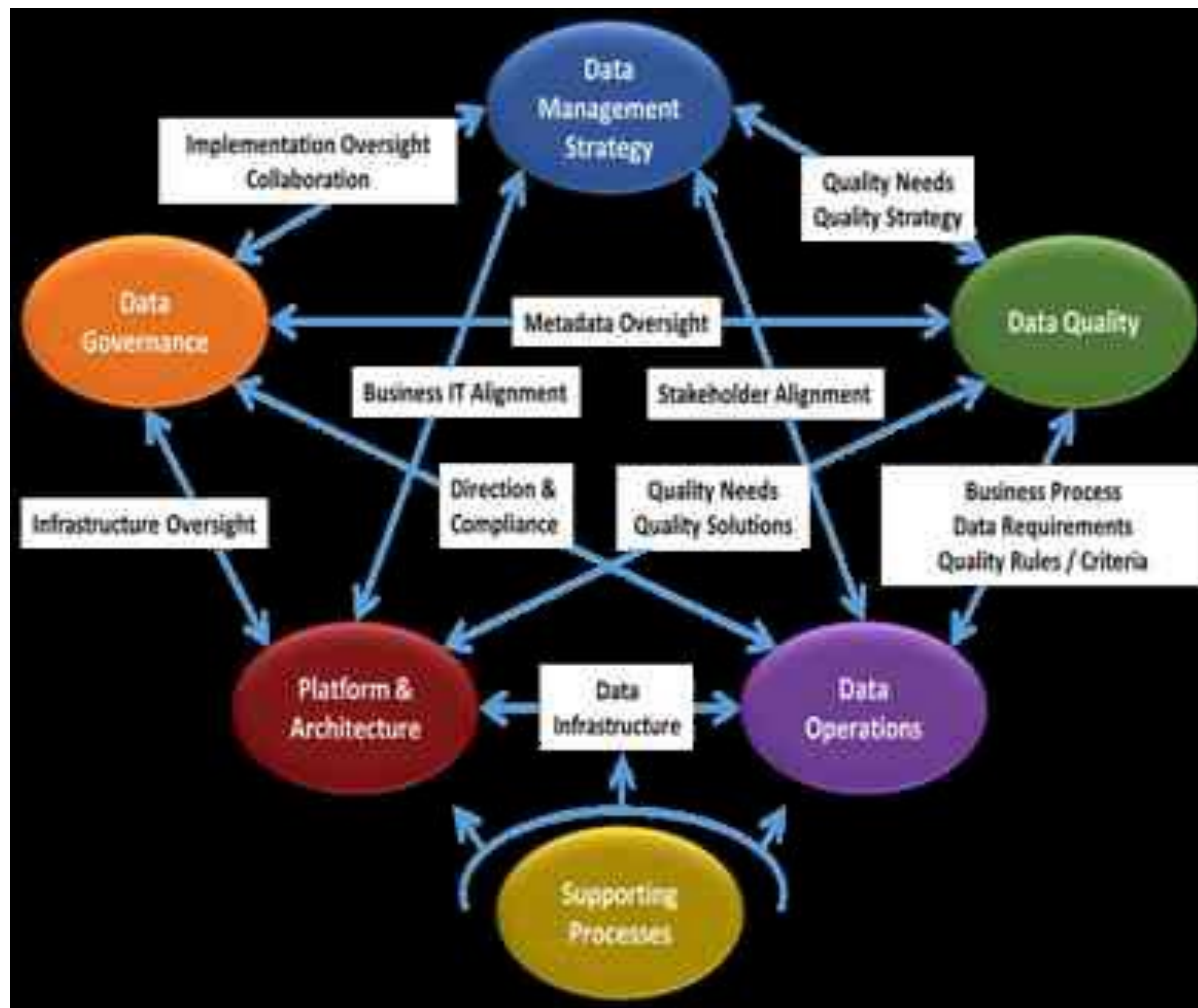 Data
Management
Strategy
Implementation Oversight
Collaboration
Quality Needs
Quality Strategy
Data
Governance
Metadata Oversight
Data Quality
Business IT Alignment
Stakeholder Alignment
Infrastructure Oversight
Direction &
Compliance
Quality Needs
Quality Solutions
Business Process
Data Requirements
Quality Rules / Criteria
Platform &
Architecture
Data
Infrastructure
Data
Operations
Supporting
Processes